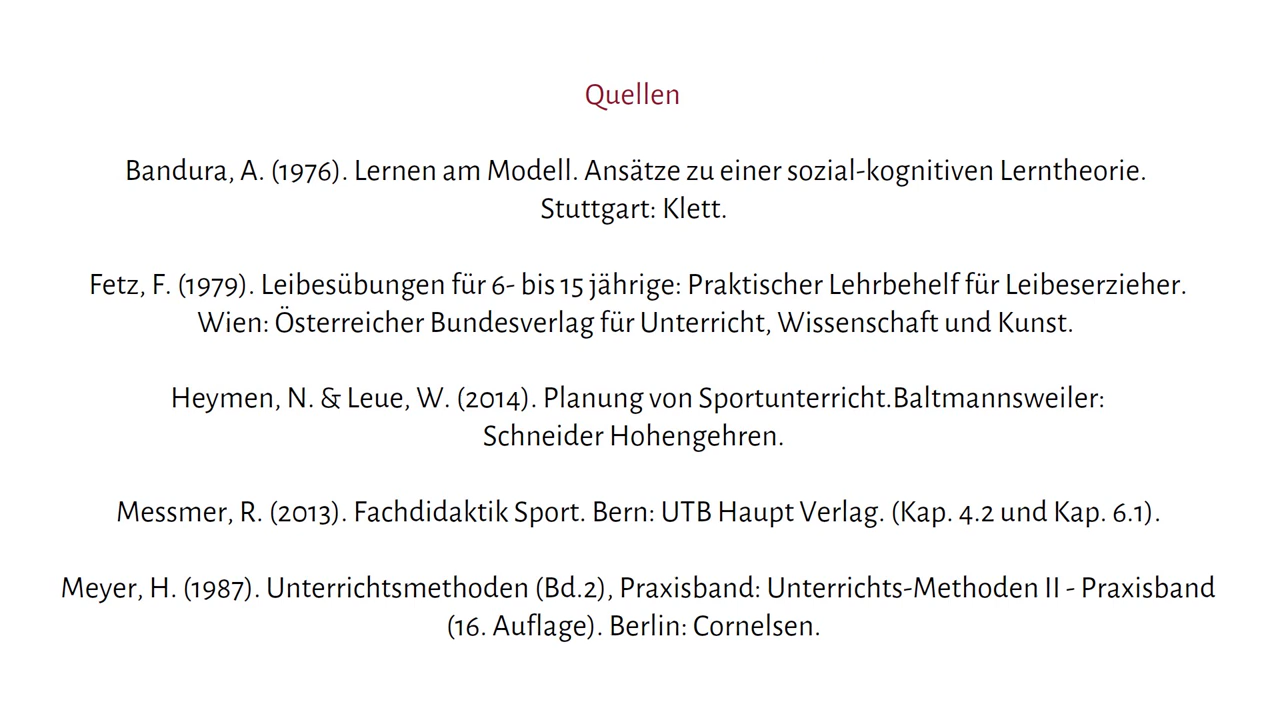 Quellen
Bandura, A. (1976). Lernen am Modell. Ansätze zu einer sozial-kognitiven Lerntheorie.
Stuttgart: Klett.
Fetz, F. (1979). Leibesübungen für 6- bis 15 jährige: Praktischer Lehrbehelf für Leibeserzieher.
Wien: Österreicher Bundesverlag für Unterricht, Wissenschaft und Kunst.
Heymen, N. & Leue, W. (2014). Planung von Sportunterricht.Baltmannsweiler:
Schneider Hohengehren.
Messmer, R. (2013). Fachdidaktik Sport. Bern: UTB Haupt Verlag. (Kap. 4.2 und Kap. 6.1).
Meyer, H. (1987). Unterrichtsmethoden (Bd.2), Praxisband: Unterrichts-Methoden II - Praxisband
(16. Auflage). Berlin: Cornelsen.